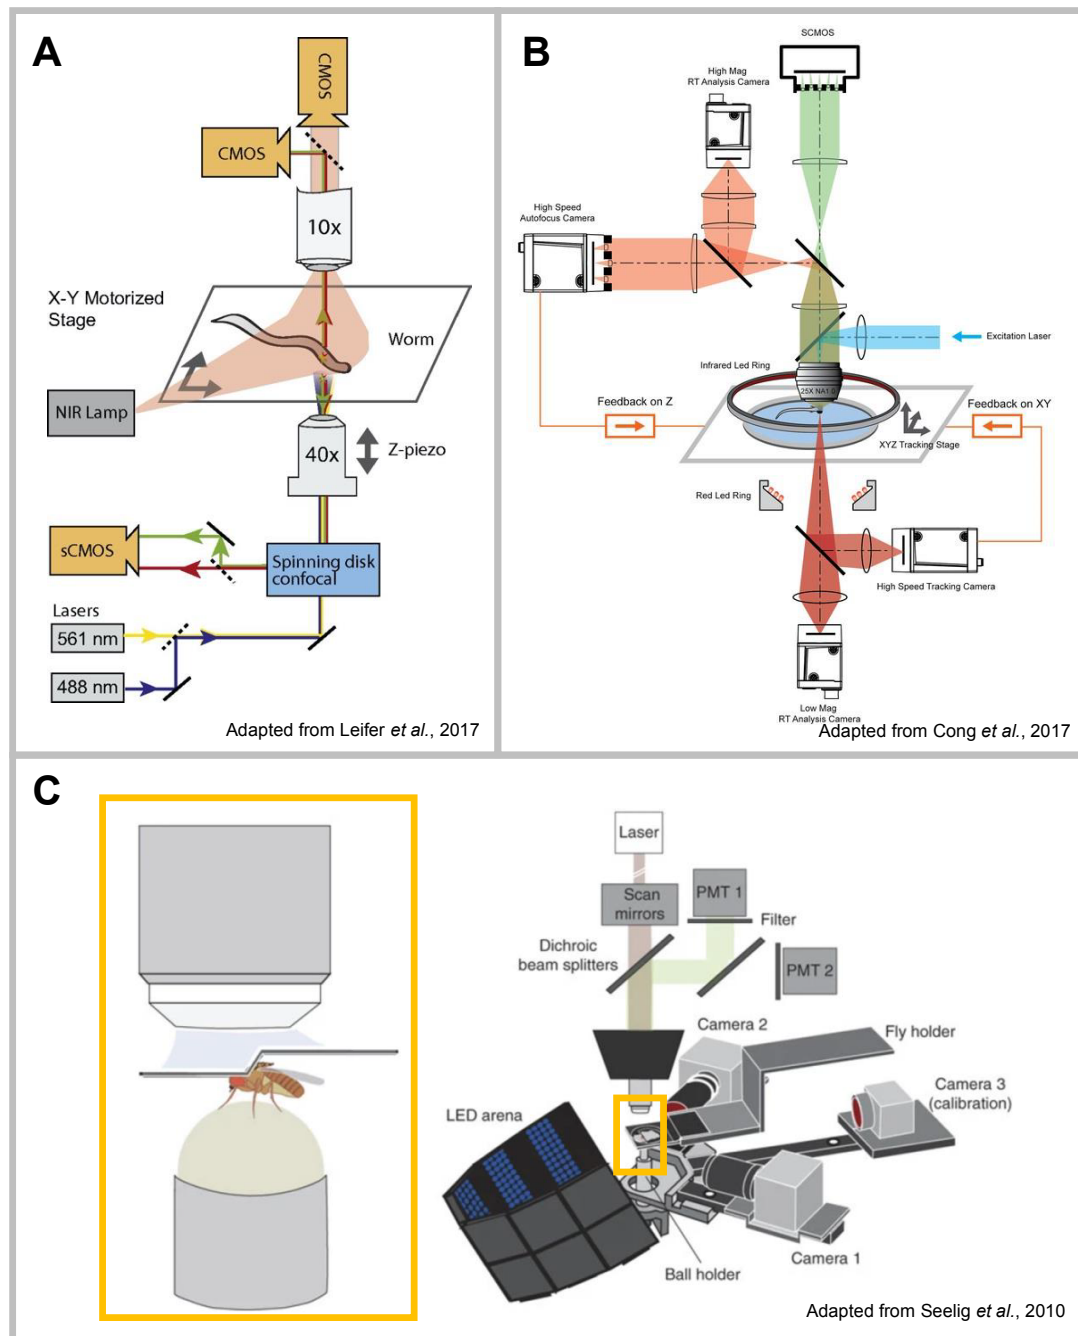 A
CMOS
CMOS
10x
X-Y Motorized
Stage
Worm
NIR Lamp
40x
Z-piezo
sCMOS
Spinning disk
confocal
Lasers
561 nm
488 nm
Adapted from Leifer et al., 2017
B
SCMOS
High Mag
RT Analysis Camera
High Speed
Autofocus Camera
Excitation Laser
Infrared Led Ring
25X NA1.0
Feedback on Z
Feedback on XY
XYZ Tracking Stage
Red Led Ring
High Speed Tracking Camera
Low Mag
RT Analysis Camera
Adapted from Cong et al., 2017
C
Laser
Scan
mirrors
PMT 1
Filter
Dichroic
beam splitters
PMT 2
Camera 2
Fly holder
Camera 3
(calibration)
LED arena
Camera 1
Ball holder
Adapted from Seelig et al., 2010